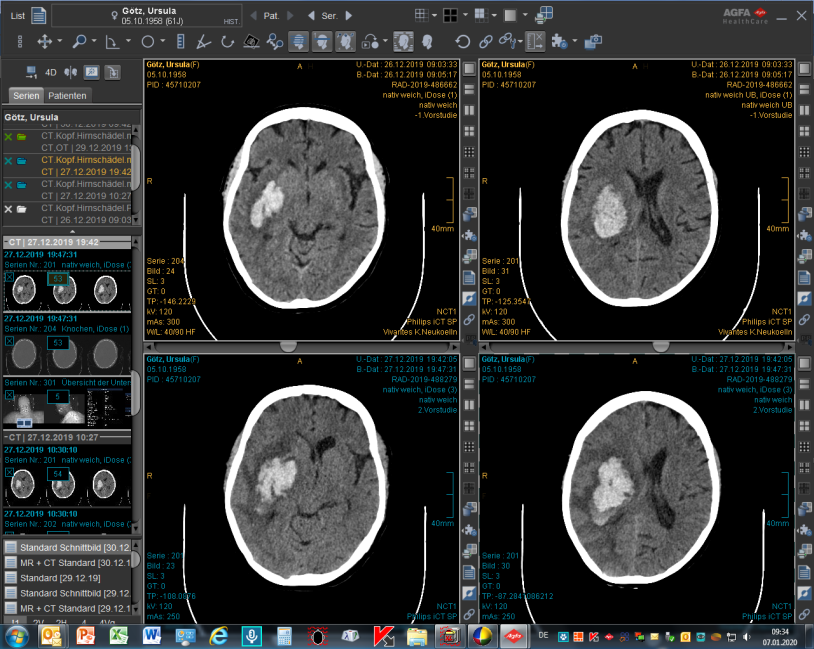 List
Götz, Ursula
05.10.1958 (61J)
HIST
Pat.
Ser.
AGFA
HealthCare
4D
Serien
Patienten
Götz, Ursula
CT.Kopf.Hirnschädel.n
CT,OT | 29.12.2019 13
CT.Kopf.Hirnschädel.n
CT | 27.12.2019 19:42
CT.Kopf.Hirnschädel.n
CT | 27.12.2019 10:27
CT.Kopf.Hirnschädel.F
CT | 26.12.2019 09:03
CT | 27.12.2019 19:42
27.12.2019 19:47:31
Serien Nr.: 201 nativ weich, iDose (
53
27.12.2019 19:47:31
Serien Nr.: 204 Knochen, iDose (1)
53
Serien Nr.: 301 Übersicht der Unters
5
CT | 27.12.2019 10:27
27.12.2019 10:30:10
Serien Nr.: 201 nativ weich, iDose (
54
27.12.2019 10:30:10
Serien Nr.: 202 nativ weich, iDose (
Standard Schnittbild [30.12
MR + CT Standard [30.12.1
Standard [29.12.19]
Standard Schnittbild [29.12
MR + CT Standard [29.12.1
Götz, Ursula(F)
05.10.1958
PID : 45710207
A
U.-Dat : 26.12.2019 09:03:33
B.-Dat : 26.12.2019 09:05:17
RAD-2019-486662
nativ weich, iDose (1)
nativ weich
-1.Vorstudie
R
40mm
Serie : 204
Bild : 24
SL: 3
GT: 0
TP: -146.2229
kV: 120
mAs: 300
W/L: 40/90 HF
NCT1
Philips iCT SP
Vivantes K.Neukoelln
Götz, Ursula(F)
05.10.1958
PID : 45710207
A
U.-Dat : 26.12.2019 09:03:33
B.-Dat : 26.12.2019 09:05:17
RAD-2019-486662
nativ weich UB, iDose (1)
nativ weich UB
-1.Vorstudie
R
40mm
Serie : 205
Bild : 31
SL: 3
GT: 0
TP: -125.3541
kV: 120
mAs: 300
W/L: 40/90 HF
NCT1
Philips iCT SP
Vivantes K.Neukoelln
Götz, Ursula(F)
05.10.1958
PID : 45710207
A
U.-Dat : 27.12.2019 19:42:05
B.-Dat : 27.12.2019 19:47:31
RAD-2019-488279
nativ weich, iDose (3)
nativ weich
2.Vorstudie
R
40mm
Serie : 201
Bild : 23
SL: 3
GT: 0
kV: 120
mAs: 250
NCT1
Philips iCT SP
Götz, Ursula(F)
05.10.1958
PID : 45710207
A
U.-Dat : 27.12.2019 19:42:05
B.-Dat : 27.12.2019 19:47:31
RAD-2019-488279
nativ weich, iDose (3)
nativ weich
2.Vorstudie
R
40mm
Serie : 201
Bild : 30
SL: 3
GT: 0
kV: 120
mAs: 250
NCT1
Philips iCT SP
DE
09:34
07.01.2020